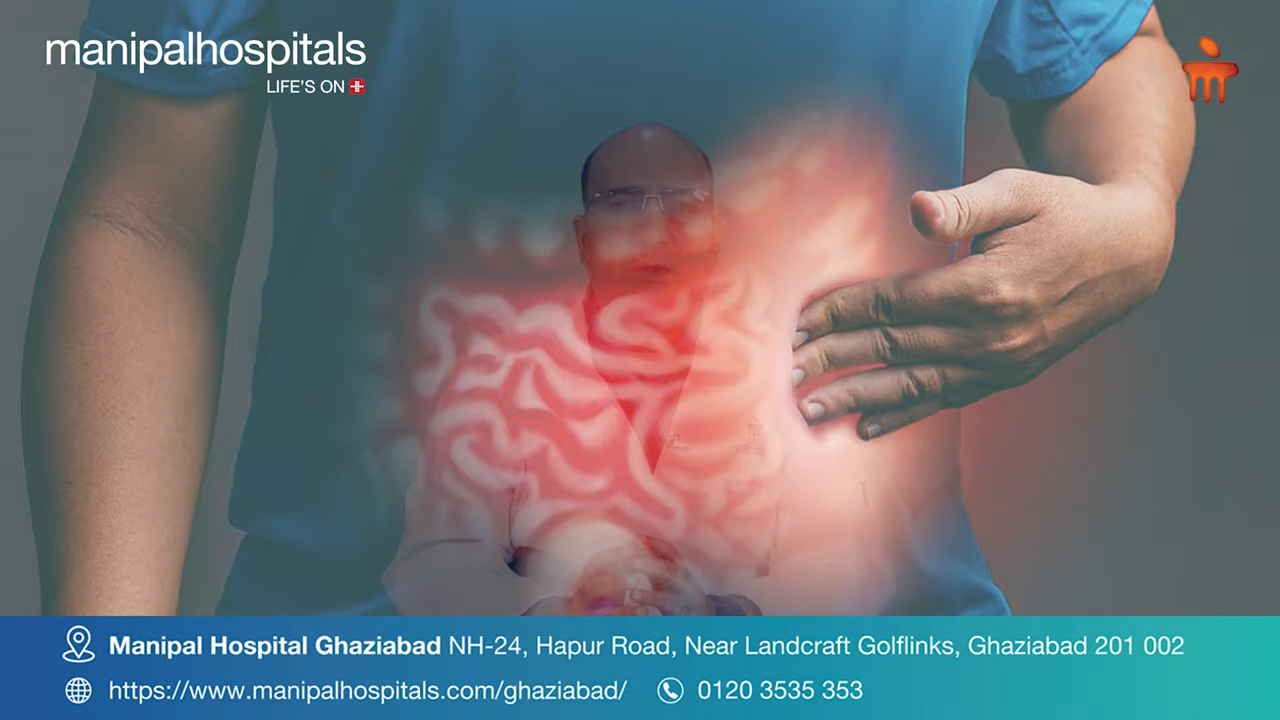 manipalhospitals
LIFE'S ON
Manipal Hospital Ghaziabad NH-24, Hapur Road, Near Landcraft Golflinks, Ghaziabad 201 002
https://www.manipalhospitals.com/ghaziabad/ 0120 3535 353